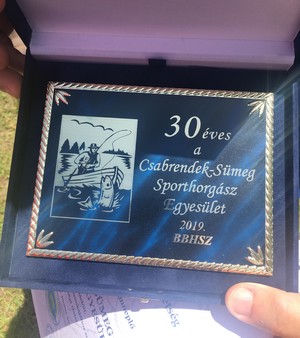 30 éves
a
Csabrendek-Sümeg
Sporthorgász
Egyesület
2019.
BBHSZ